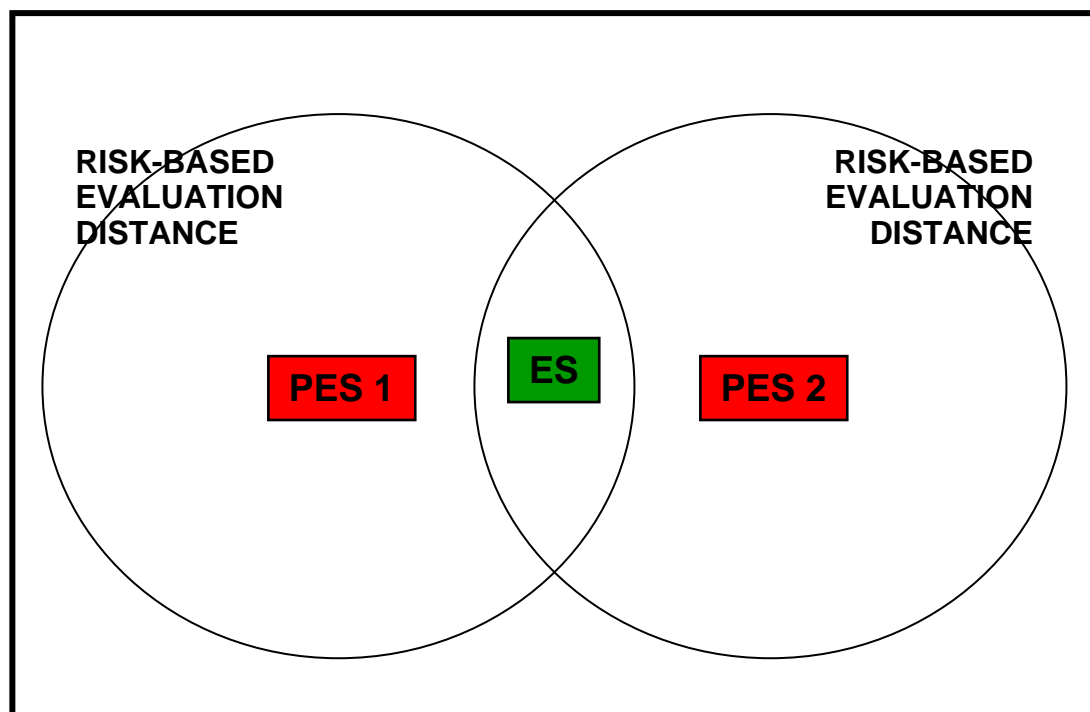 RISK-BASED
EVALUATION
DISTANCE
RISK-BASED
EVALUATION
DISTANCE
PES 1
ES
PES 2